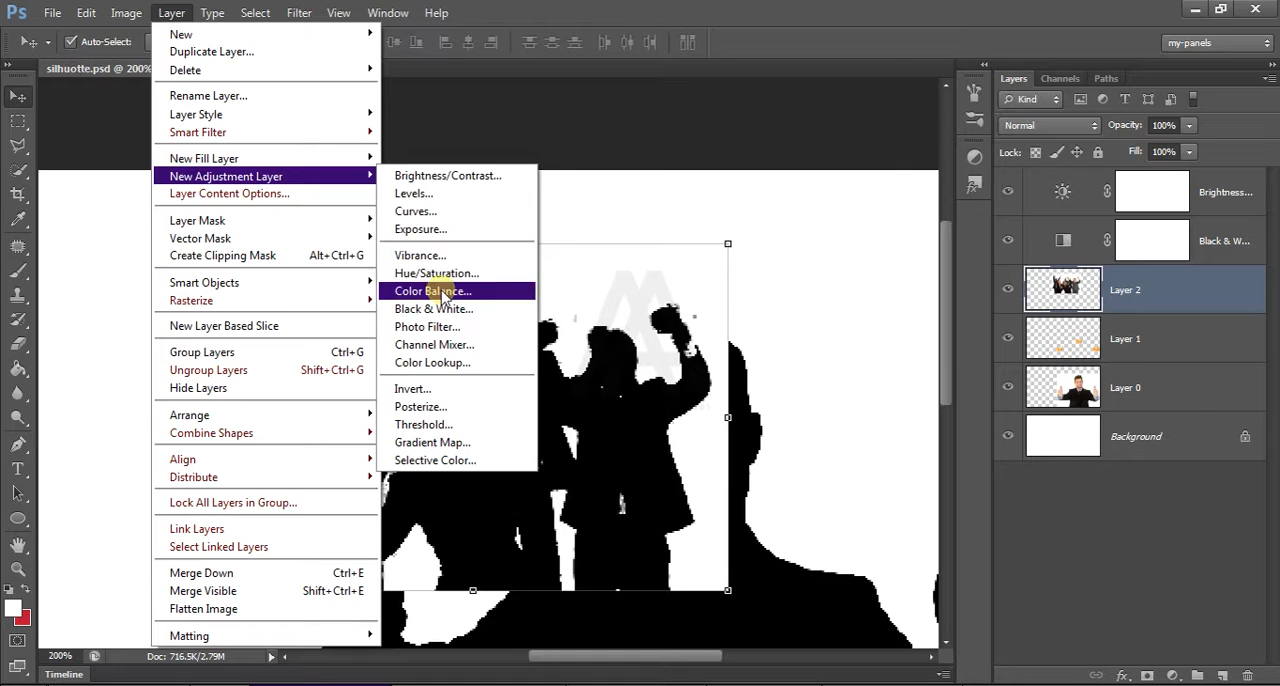 Ps File Edit Image Layer Type Select Filter View Window Help
Auto-Select:
my-panels
silhuotte.psd @ 200%
New
Duplicate Layer...
Delete
Rename Layer...
Layer Style
Smart Filter
New Fill Layer
New Adjustment Layer
Layer Content Options...
Layer Mask
Vector Mask
Create Clipping Mask Alt+Ctrl+G
Smart Objects
Rasterize
New Layer Based Slice
Group Layers Ctrl+G
Ungroup Layers Shift+Ctrl+G
Hide Layers
Arrange
Combine Shapes
Align
Distribute
Lock All Layers in Group...
Link Layers
Select Linked Layers
Merge Down Ctrl+E
Merge Visible Shift+Ctrl+E
Flatten Image
Matting
Brightness/Contrast...
Levels...
Curves...
Exposure...
Vibrance...
Hue/Saturation...
Color Balance...
Black & White...
Photo Filter...
Channel Mixer...
Color Lookup...
Invert...
Posterize...
Threshold...
Gradient Map...
Selective Color...
Layers Channels Paths
Kind
Normal Opacity: 100%
Lock: Fill: 100%
Brightness...
Black & W...
Layer 2
Layer 1
Layer 0
Background
200% Doc: 716.5K/2.79M
Timeline